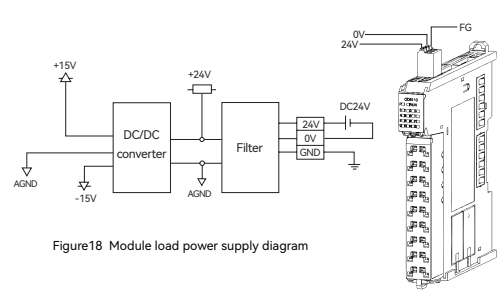 0V
24V
FG
+15V
+24V
DC24V
24V
0V
GND
DC/DC
converter
Filter
AGND
-15V
AGND
Figure18 Module load power supply diagram